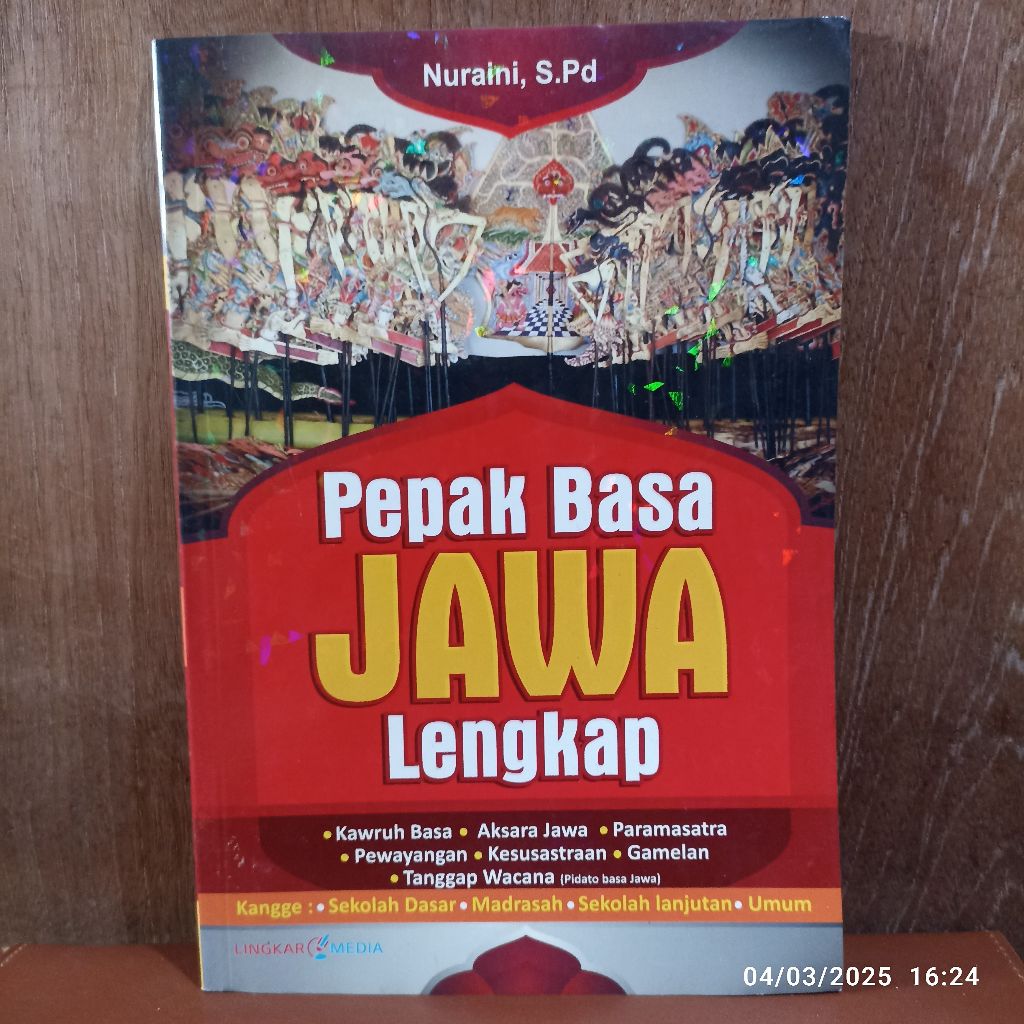 Nuraini, S.Pd
Pepak Basa
JAWA
Lengkap
• Kawruh Basa • Aksara Jawa • Paramasatra
• Pewayangan • Kesusastraan • Gamelan
• Tanggap Wacana (Pidato basa Jawa)
Kangge : • Sekolah Dasar • Madrasah • Sekolah lanjutan • Umum
LINGKAR MEDIA
04/03/2025 16:24